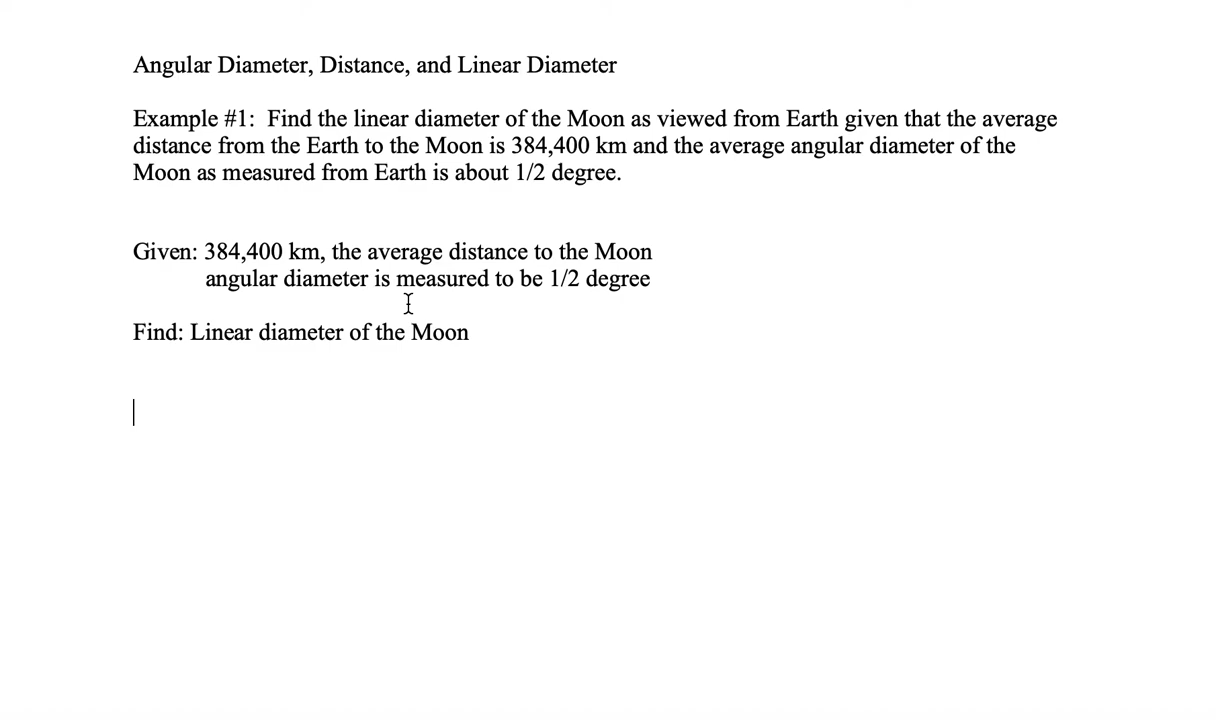 Angular Diameter, Distance, and Linear Diameter
Example #1:  Find the linear diameter of the Moon as viewed from Earth given that the average
distance from the Earth to the Moon is 384,400 km and the average angular diameter of the
Moon as measured from Earth is about 1/2 degree.
Given: 384,400 km, the average distance to the Moon
angular diameter is measured to be 1/2 degree
Find: Linear diameter of the Moon